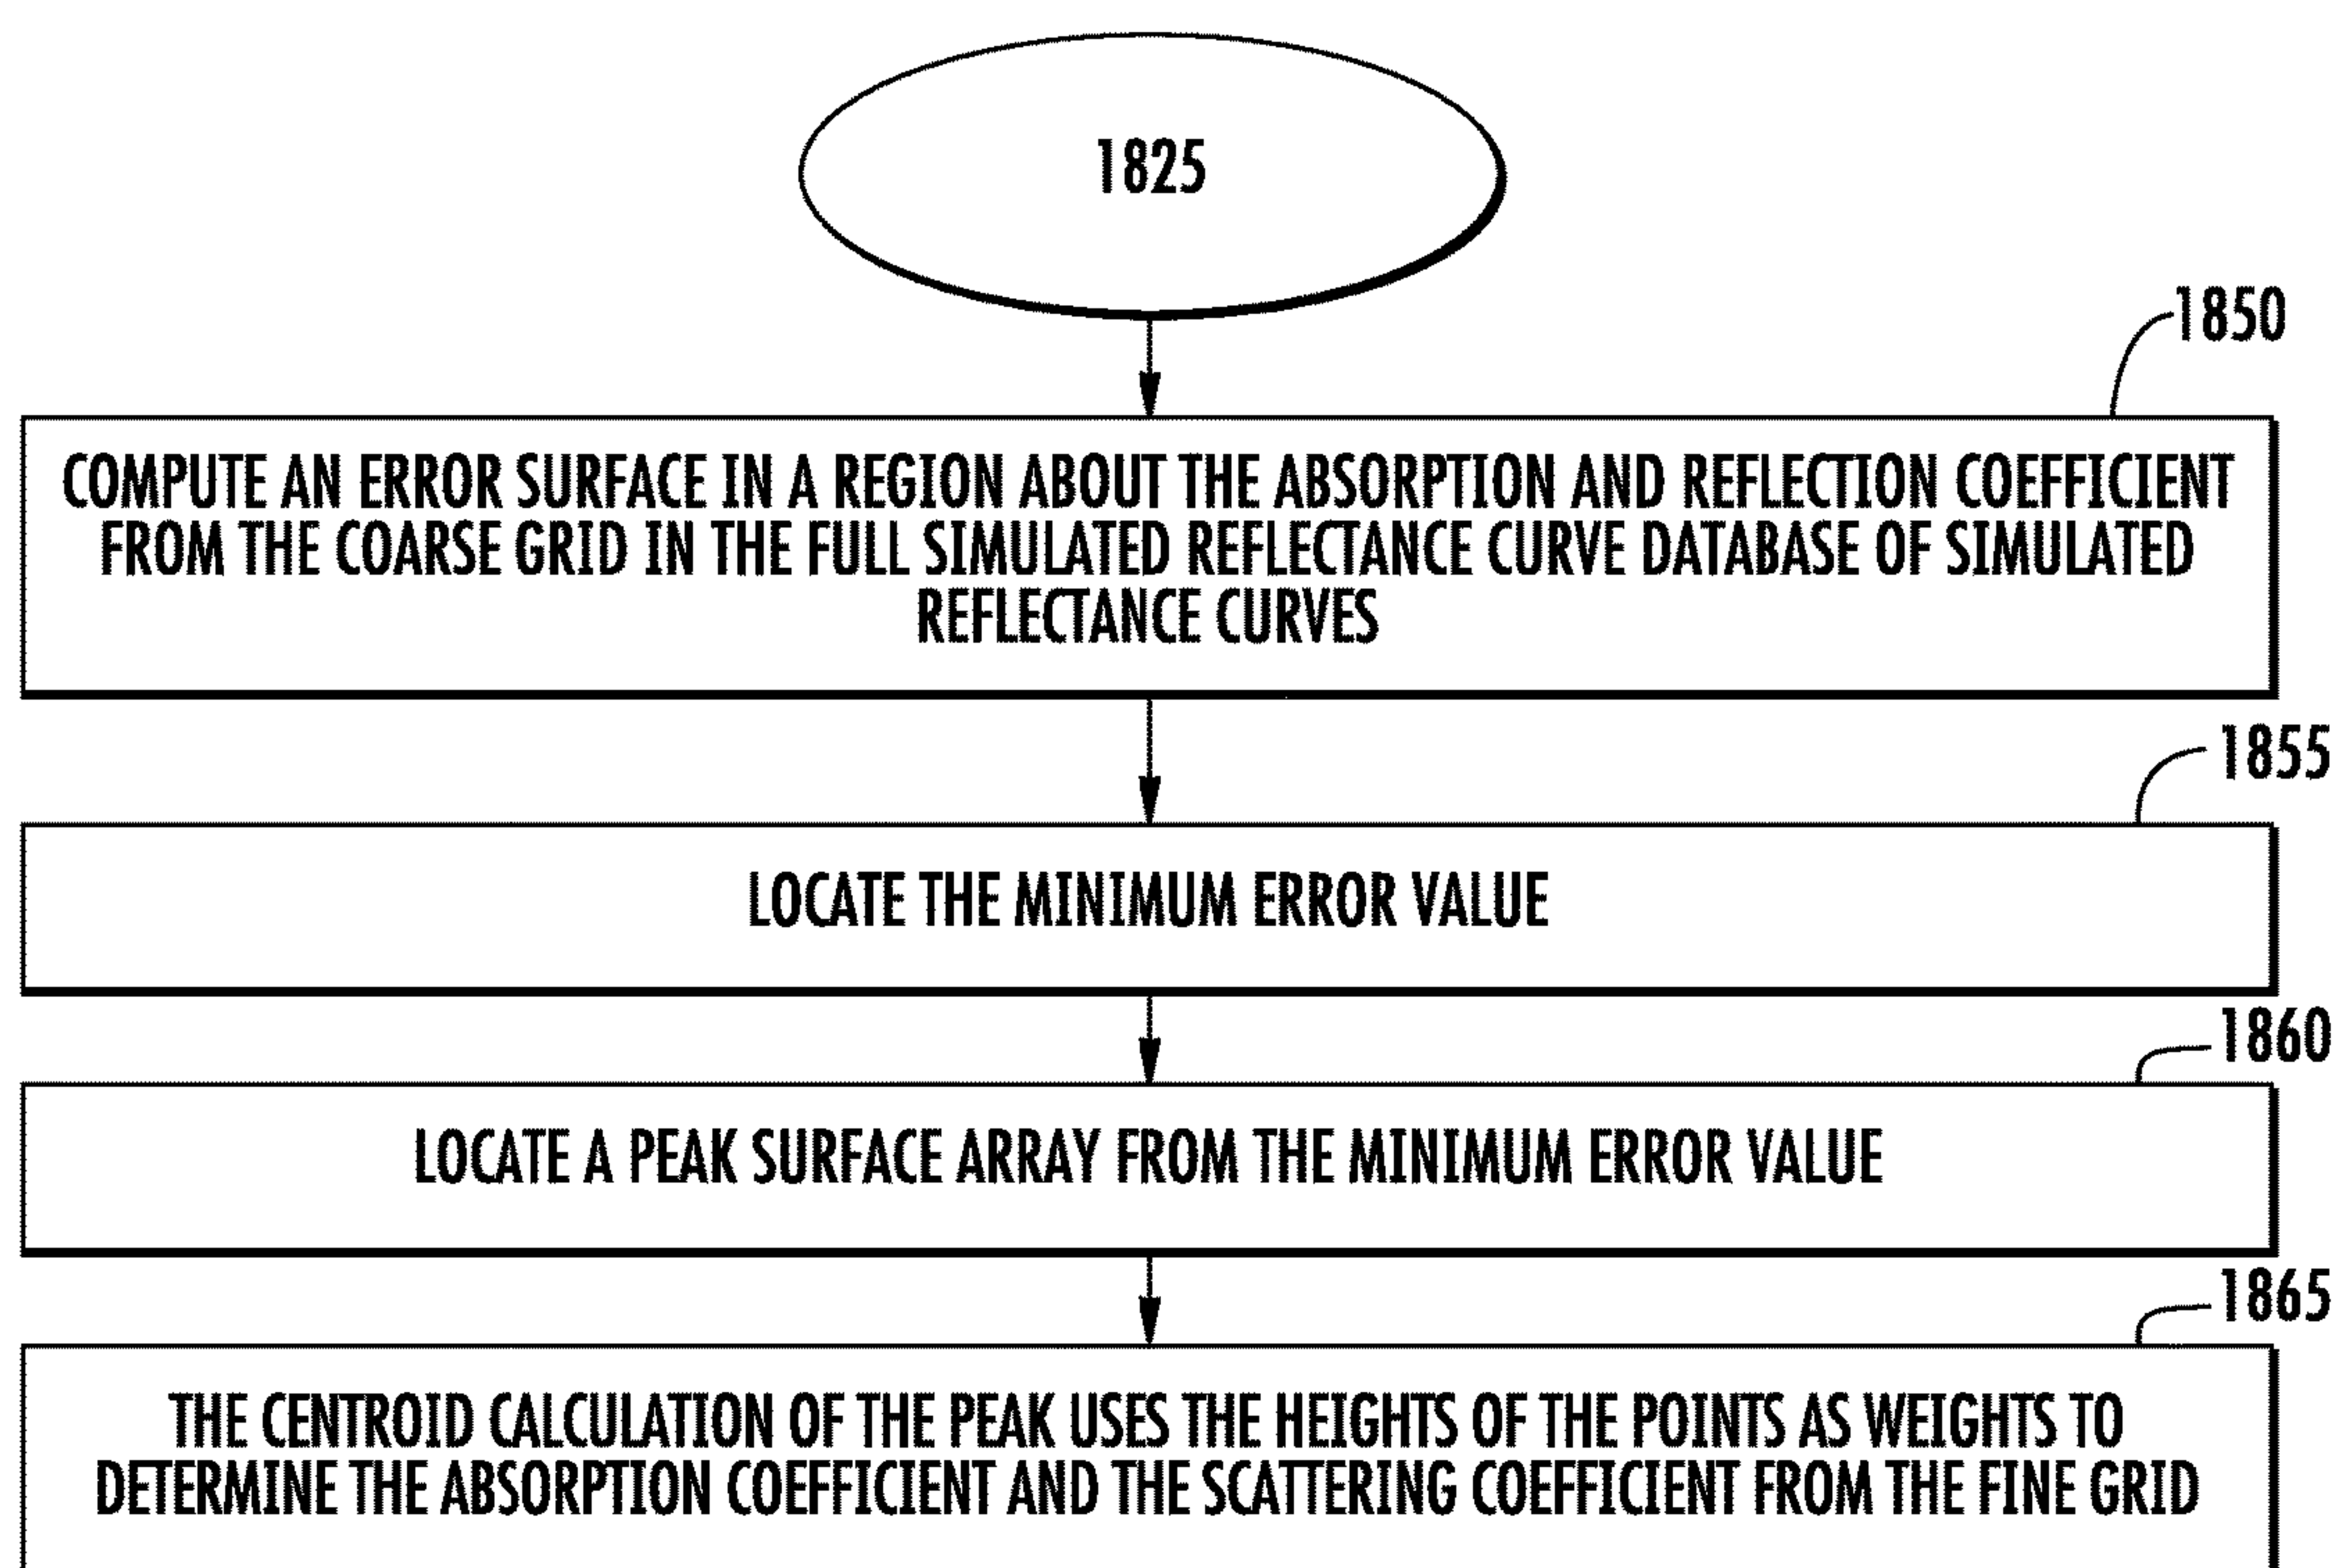 1825
1850
COMPUTE AN ERROR SURFACE IN A REGION ABOUT THE ABSORPTION AND REFLECTION COEFFICIENT
FROM THE COARSE GRID IN THE FULL SIMULATED REFLECTANCE CURVE DATABASE OF SIMULATED
REFLECTANCE CURVES
1855
LOCATE THE MINIMUM ERROR VALUE
1860
LOCATE A PEAK SURFACE ARRAY FROM THE MINIMUM ERROR VALUE
1865
THE CENTROID CALCULATION OF THE PEAK USES THE HEIGHTS OF THE POINTS AS WEIGHTS TO
DETERMINE THE ABSORPTION COEFFICIENT AND THE SCATTERING COEFFICIENT FROM THE FINE GRID